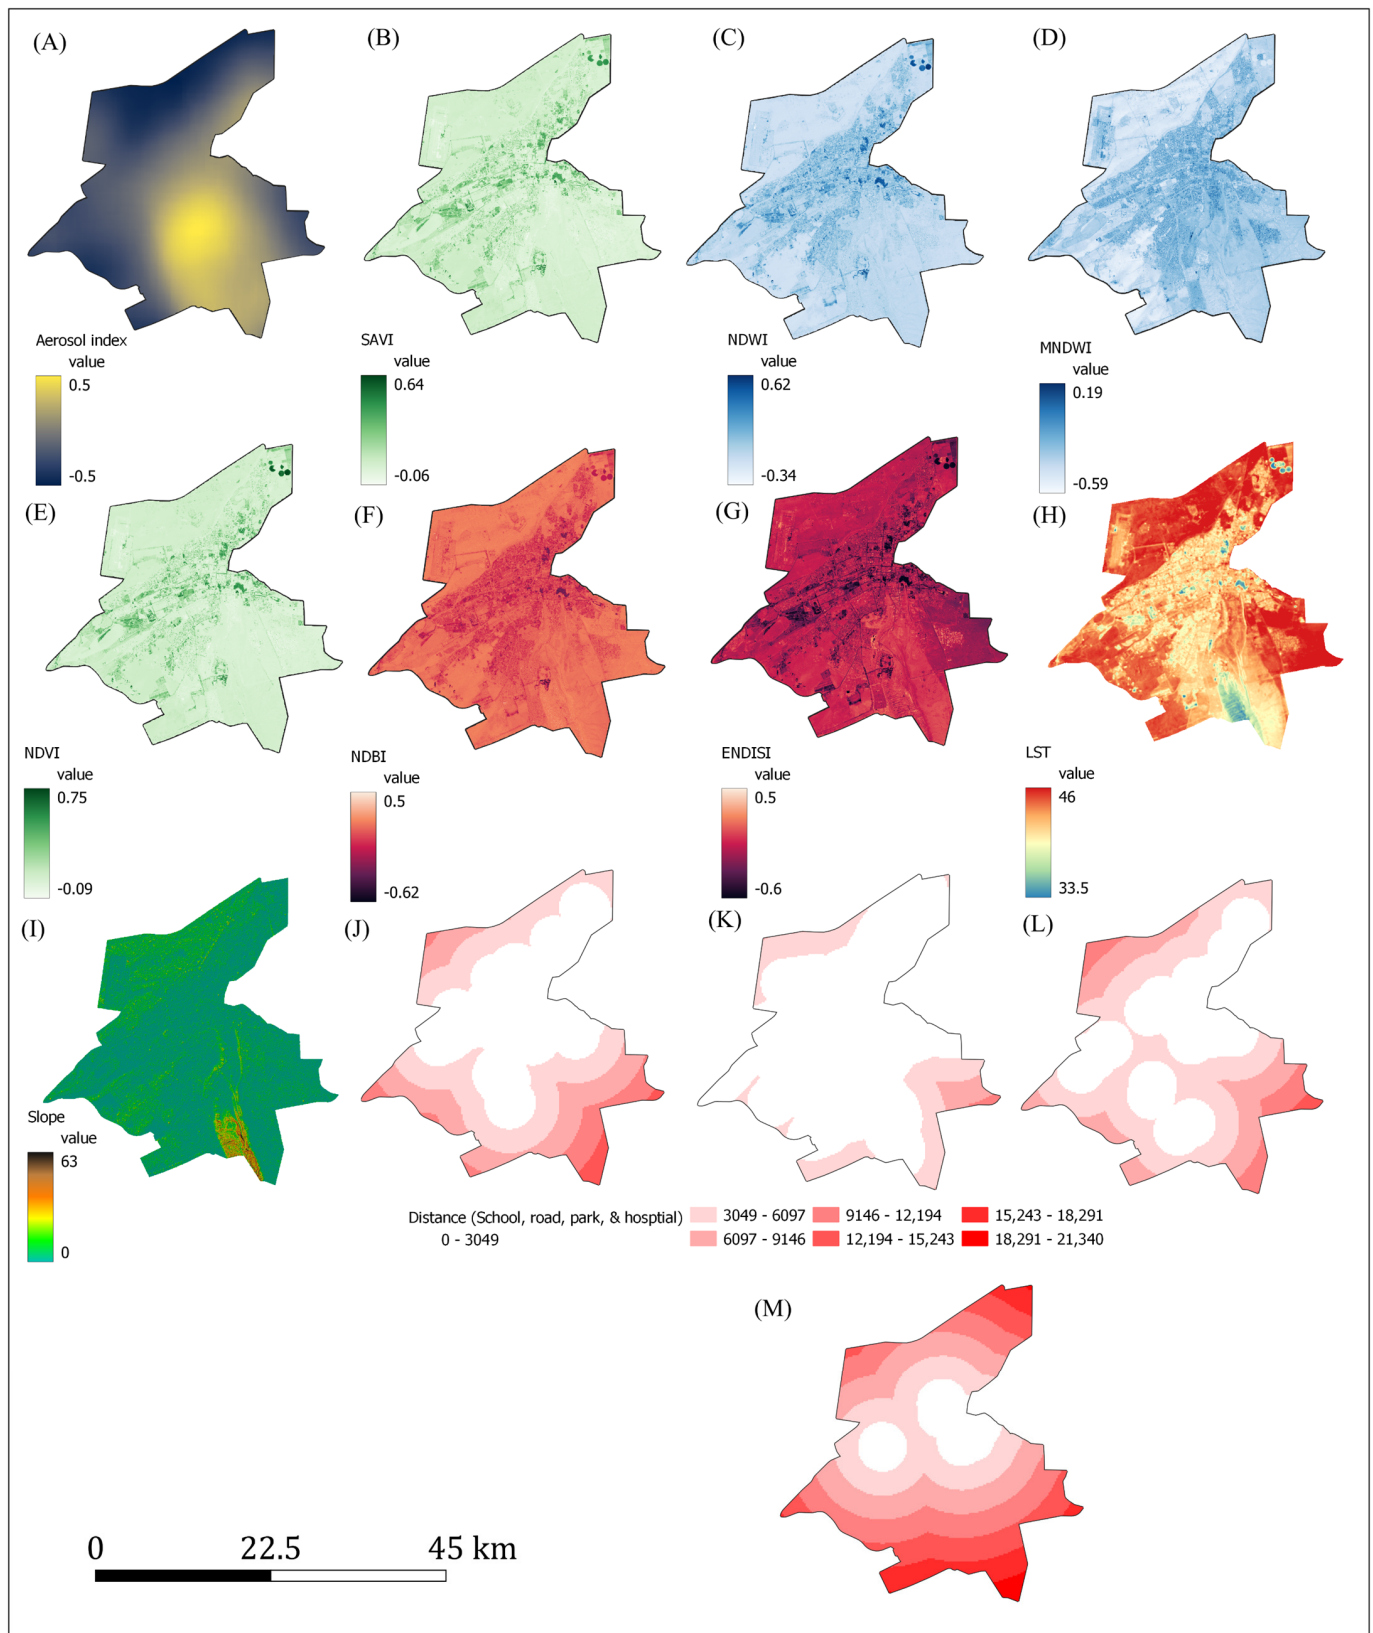 (A)
(B)
(C)
(D)
Aerosol index
value
0.5
-0.5
SAVI
value
0.64
-0.06
NDWI
value
0.62
-0.34
MNDWI
value
0.19
-0.59
(E)
(F)
(G)
(H)
NDVI
value
0.75
-0.09
NDBI
value
0.5
-0.62
ENDISI
value
0.5
-0.6
LST
value
46
33.5
(I)
(J)
(K)
(L)
Slope
value
63
0
Distance (School, road, park, & hosptial)
0 - 3049
3049 - 6097
9146 - 12,194
15,243 - 18,291
6097 - 9146
12,194 - 15,243
18,291 - 21,340
(M)
0 22.5 45 km